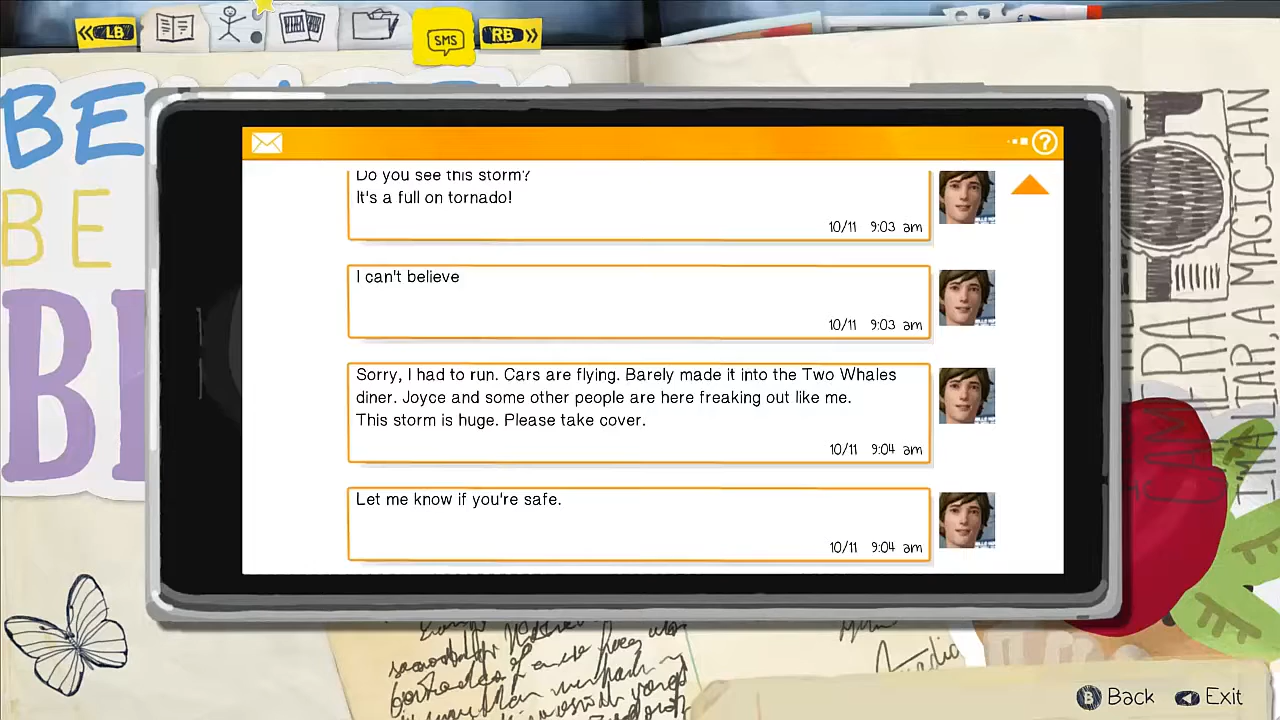 LB
SMS
RB
BE
BE
Do you see this storm?
It's a full on tornado!
10/11 9:03 am
I can't believe
10/11 9:03 am
Sorry, I had to run. Cars are flying. Barely made it into the Two Whales
diner. Joyce and some other people are here freaking out like me.
This storm is huge. Please take cover.
10/11 9:04 am
Let me know if you're safe.
10/11 9:04 am
?
CAMERA
LIAR, A MAGICIAN
B Back
Exit